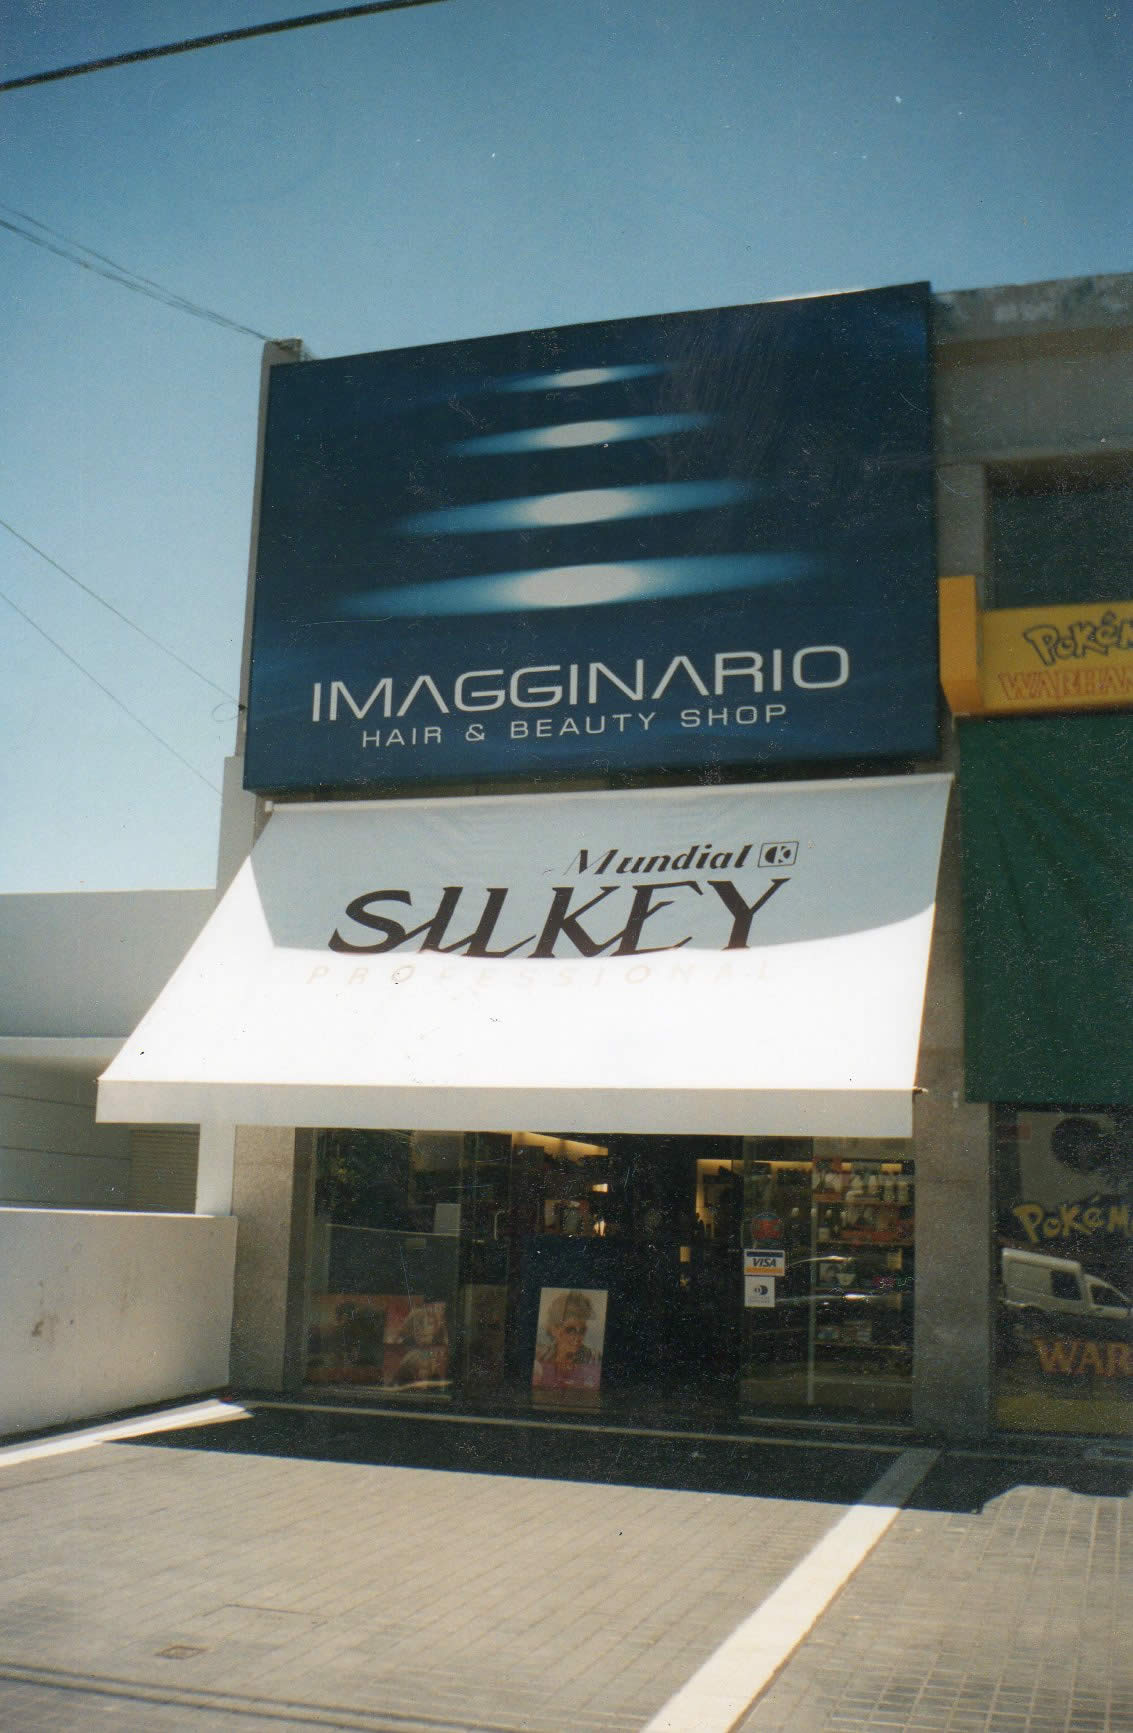 IMAGGINARIO
HAIR & BEAUTY SHOP
Mundial
SILKEY
PROFESSIONAL
VISA